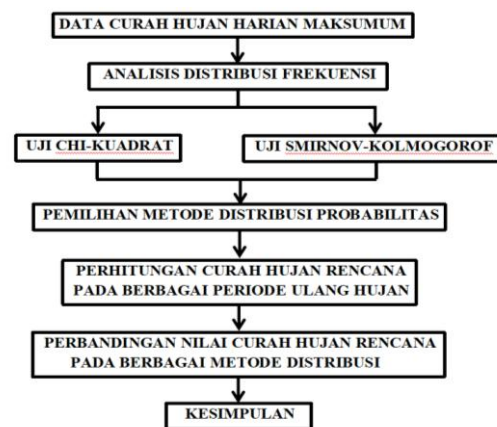 DATA CURAH HUJAN HARIAN MAKSUMUM
ANALISIS DISTRIBUSI FREKUENSI
UJI CHI-KUADRAT
UJI SMIRNOV-KOLMOGOROF
PEMILIHAN METODE DISTRIBUSI PROBABILITAS
PERHITUNGAN CURAH HUJAN RENCANA
PADA BERBAGAI PERIODE ULANG HUJAN
PERBANDINGAN NILAI CURAH HUJAN RENCANA
PADA BERBAGAI METODE DISTRIBUSI
KESIMPULAN